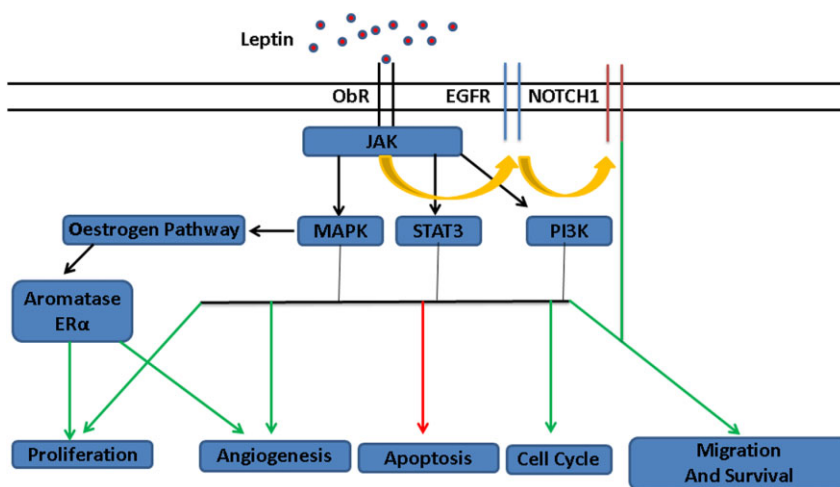 Leptin
ObR
EGFR
NOTCH1
JAK
Oestrogen Pathway
MAPK
STAT3
PI3K
Aromatase
ERα
Proliferation
Angiogenesis
Apoptosis
Cell Cycle
Migration
And Survival